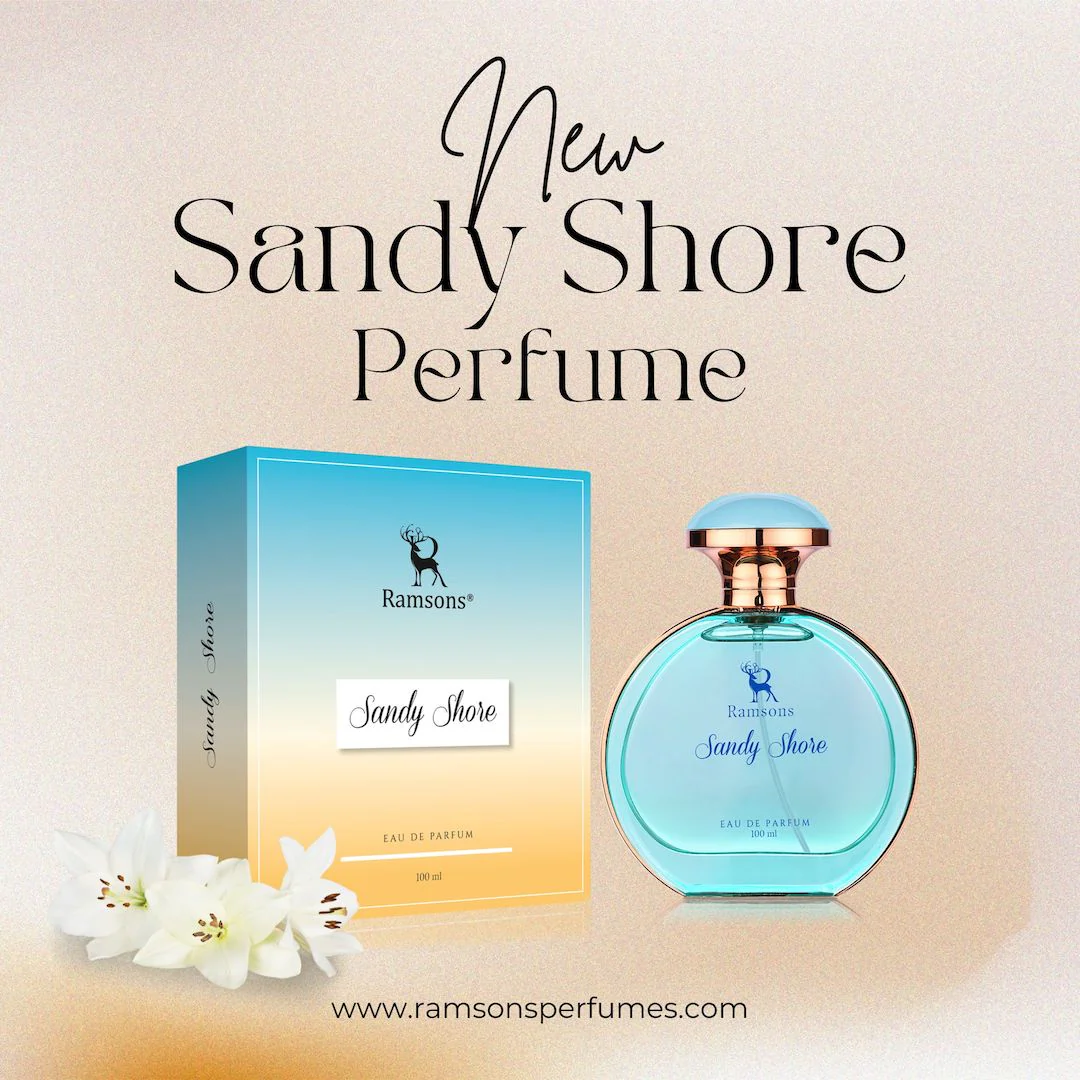 New
Sandy Shore
Perfume
Sandy Shore
Ramsons®
Sandy Shore
EAU DE PARFUM
100 ml
Ramsons
Sandy Shore
EAU DE PARFUM
100 ml
www.ramsonsperfumes.com